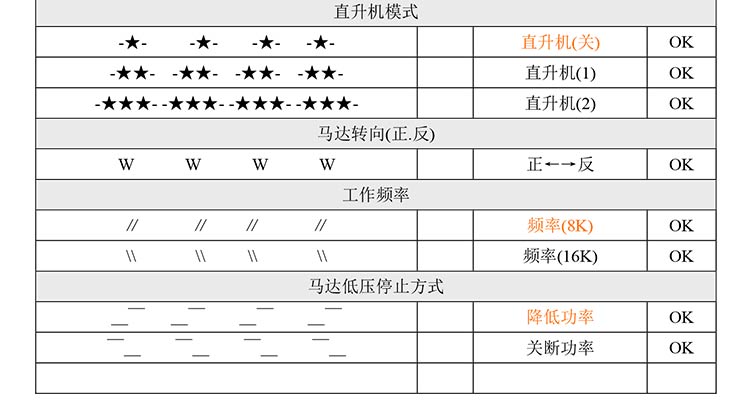 直升机模式
-★- -★- -★- -★- 直升机(关) OK
-★★- -★★- -★★- -★★- 直升机(1) OK
-★★★- -★★★- -★★★- -★★★- 直升机(2) OK
马达转向(正.反)
W W W W 正←→反 OK
工作频率
// // // // 频率(8K) OK
\\ \\ \\ \\ 频率(16K) OK
马达低压停止方式
_¯ _¯ _¯ _¯ 降低功率 OK
¯_ ¯_ ¯_ ¯_ 关断功率 OK